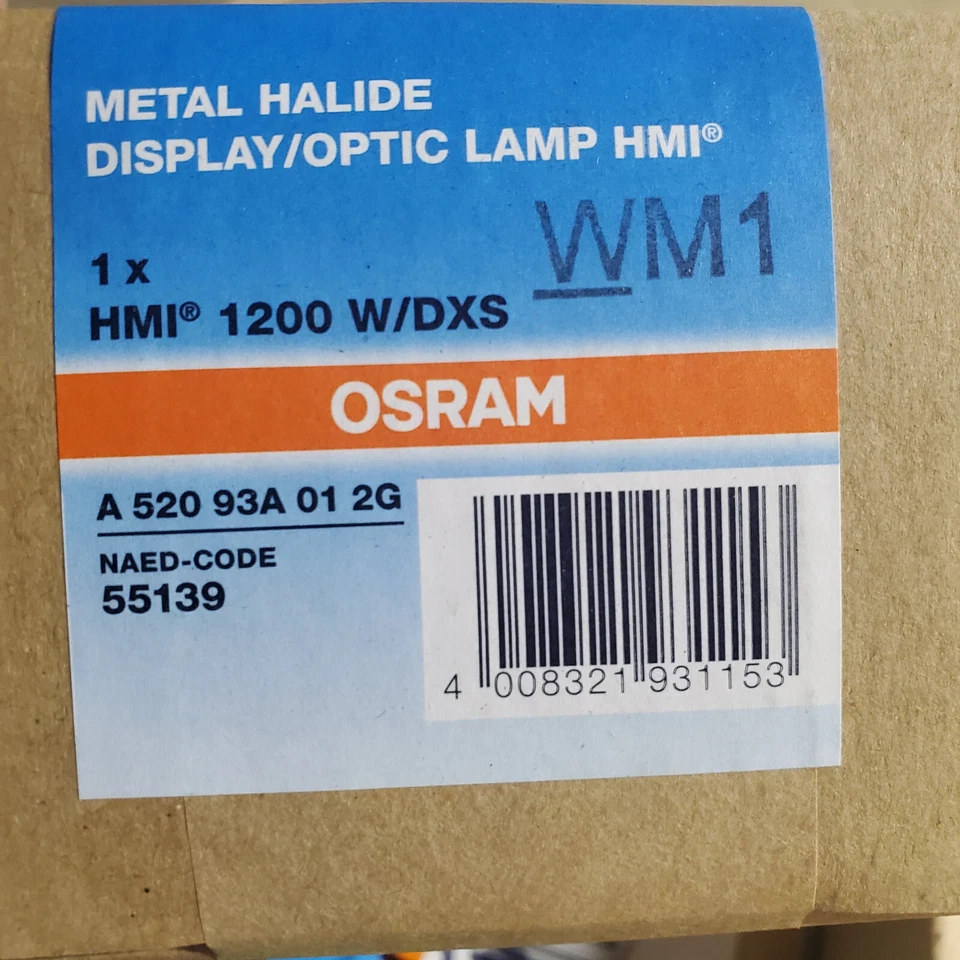 METAL HALIDE
DISPLAY/OPTIC LAMP HMI®
WM1
1 x
HMI® 1200 W/DXS
OSRAM
A 520 93A 01 2G
NAED-CODE
55139
4 008321 931153